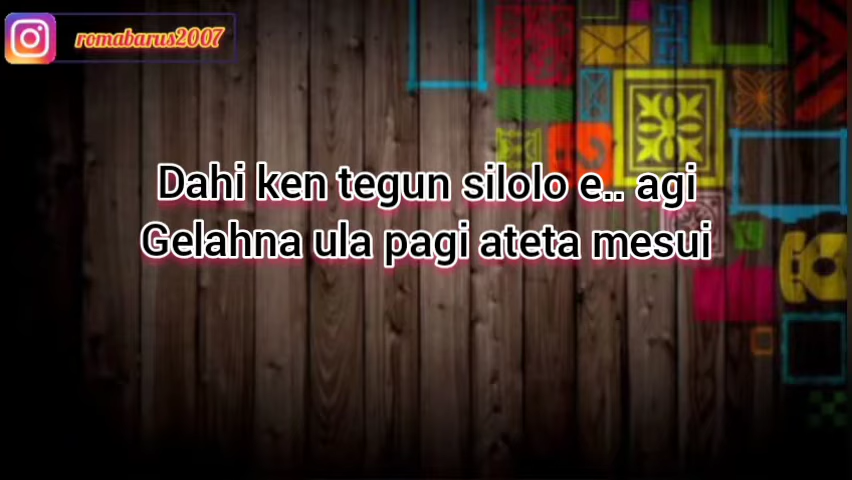 romabarus2007
Dahi ken tegun silolo e.. agi
Gelahna ula pagi ateta mesui